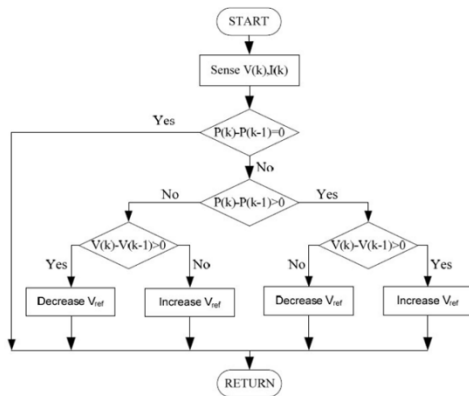 START
Sense V(k),I(k)
Yes
P(k)-P(k-1)=0
No
No
P(k)-P(k-1)>0
Yes
V(k)-V(k-1)>0
V(k)-V(k-1)>0
Yes
No
No
Yes
Decrease Vref
Increase Vref
Decrease Vref
Increase Vref
RETURN